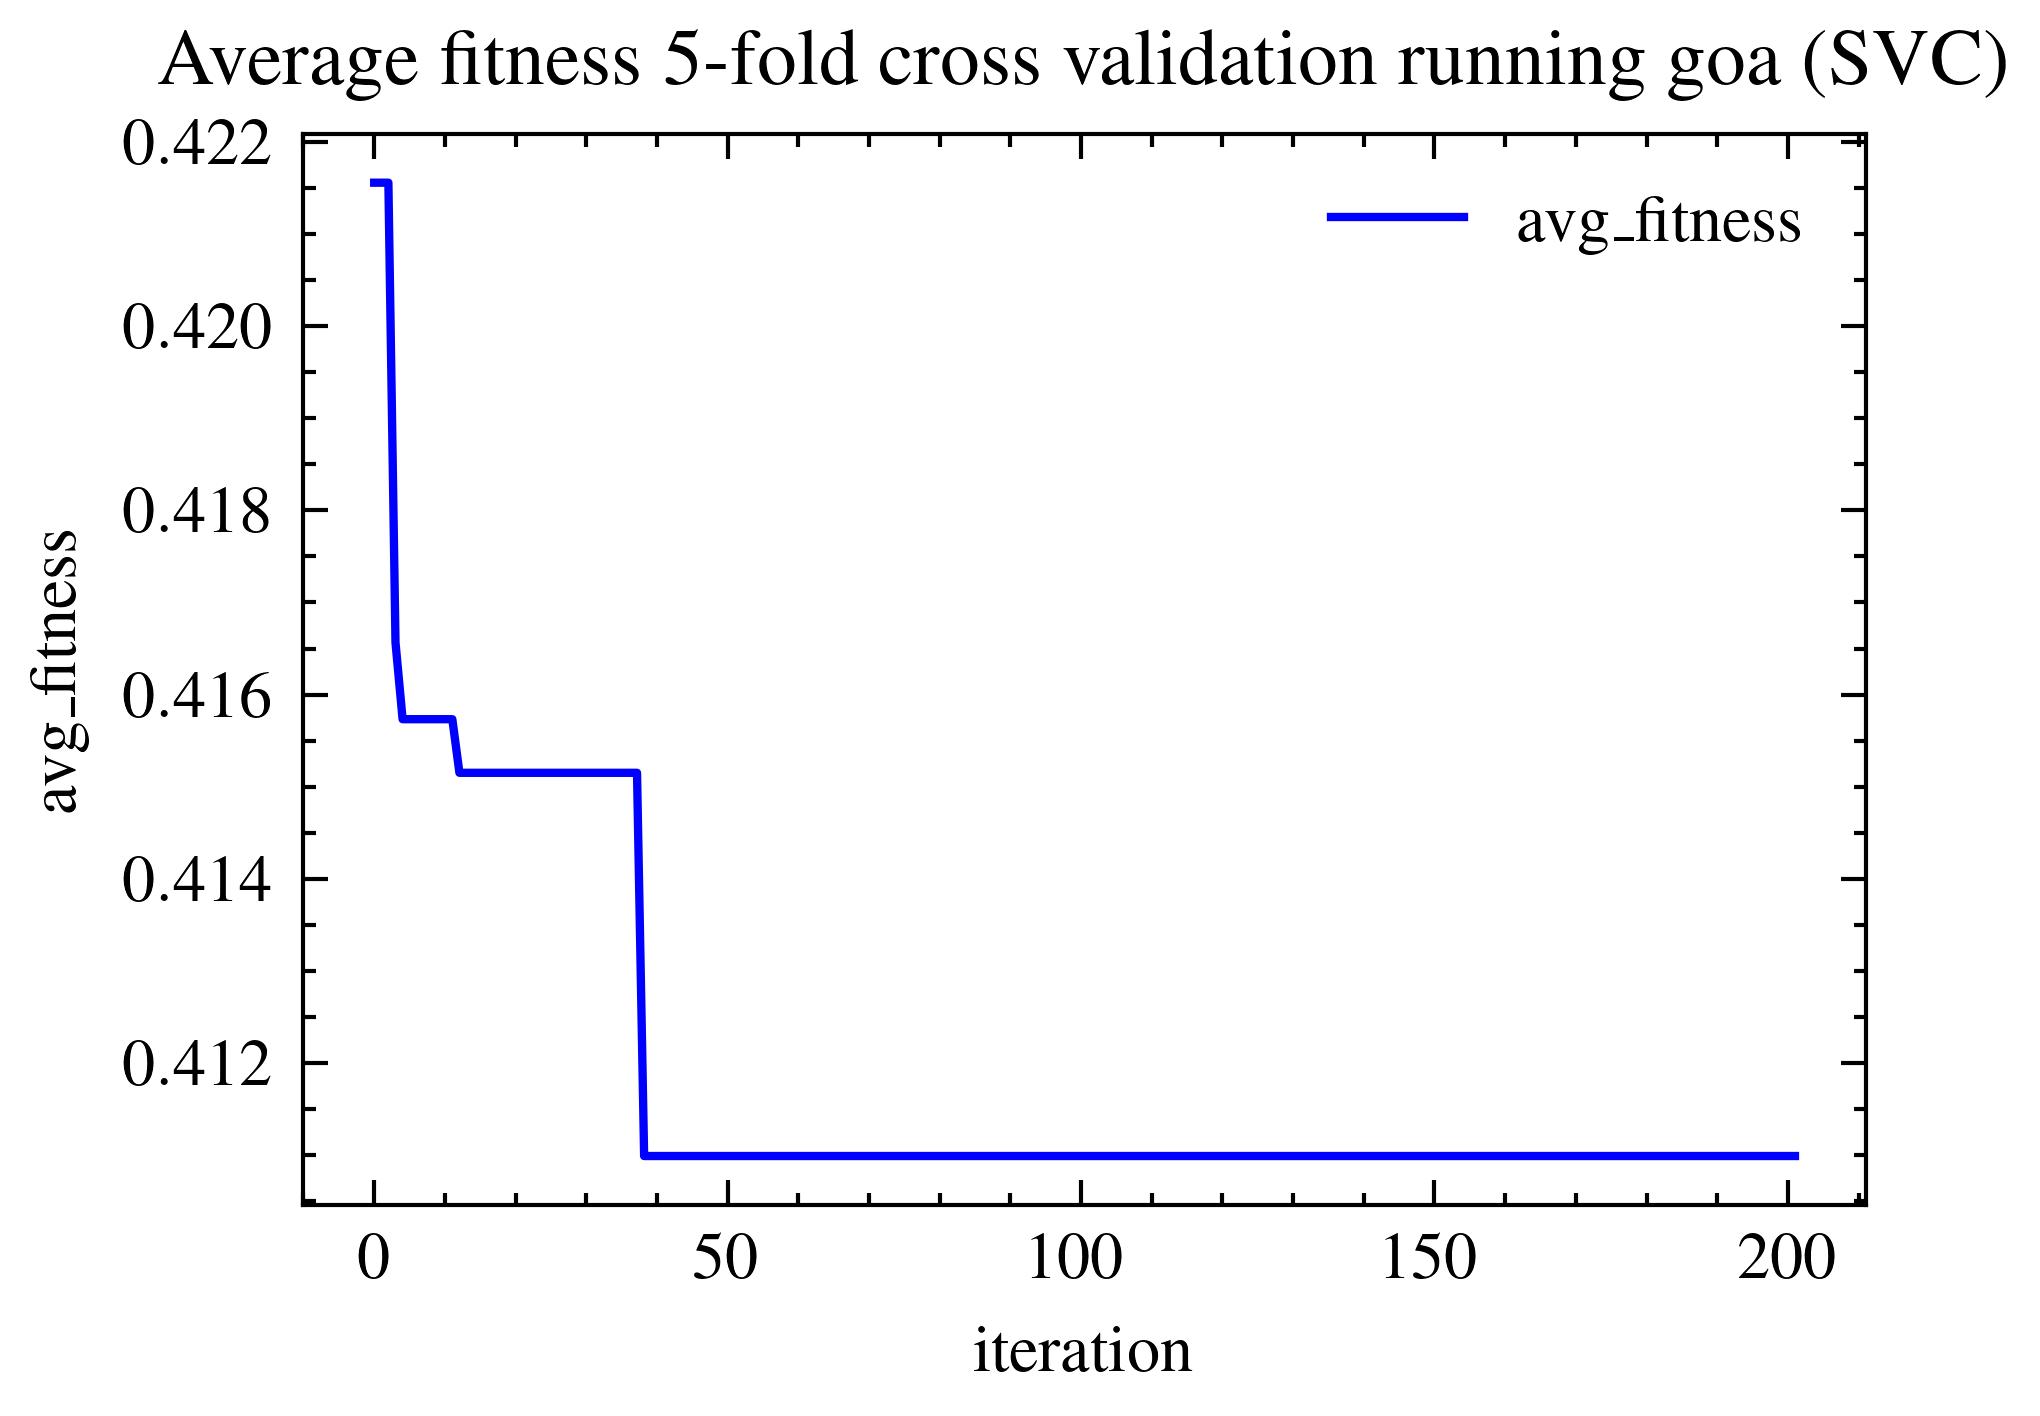 Average fitness 5-fold cross validation running goa (SVC)
0.422
avg_fitness
0.420
0.418
avg_fitness
0.416
0.414
0.412
0 50 100 150 200
iteration